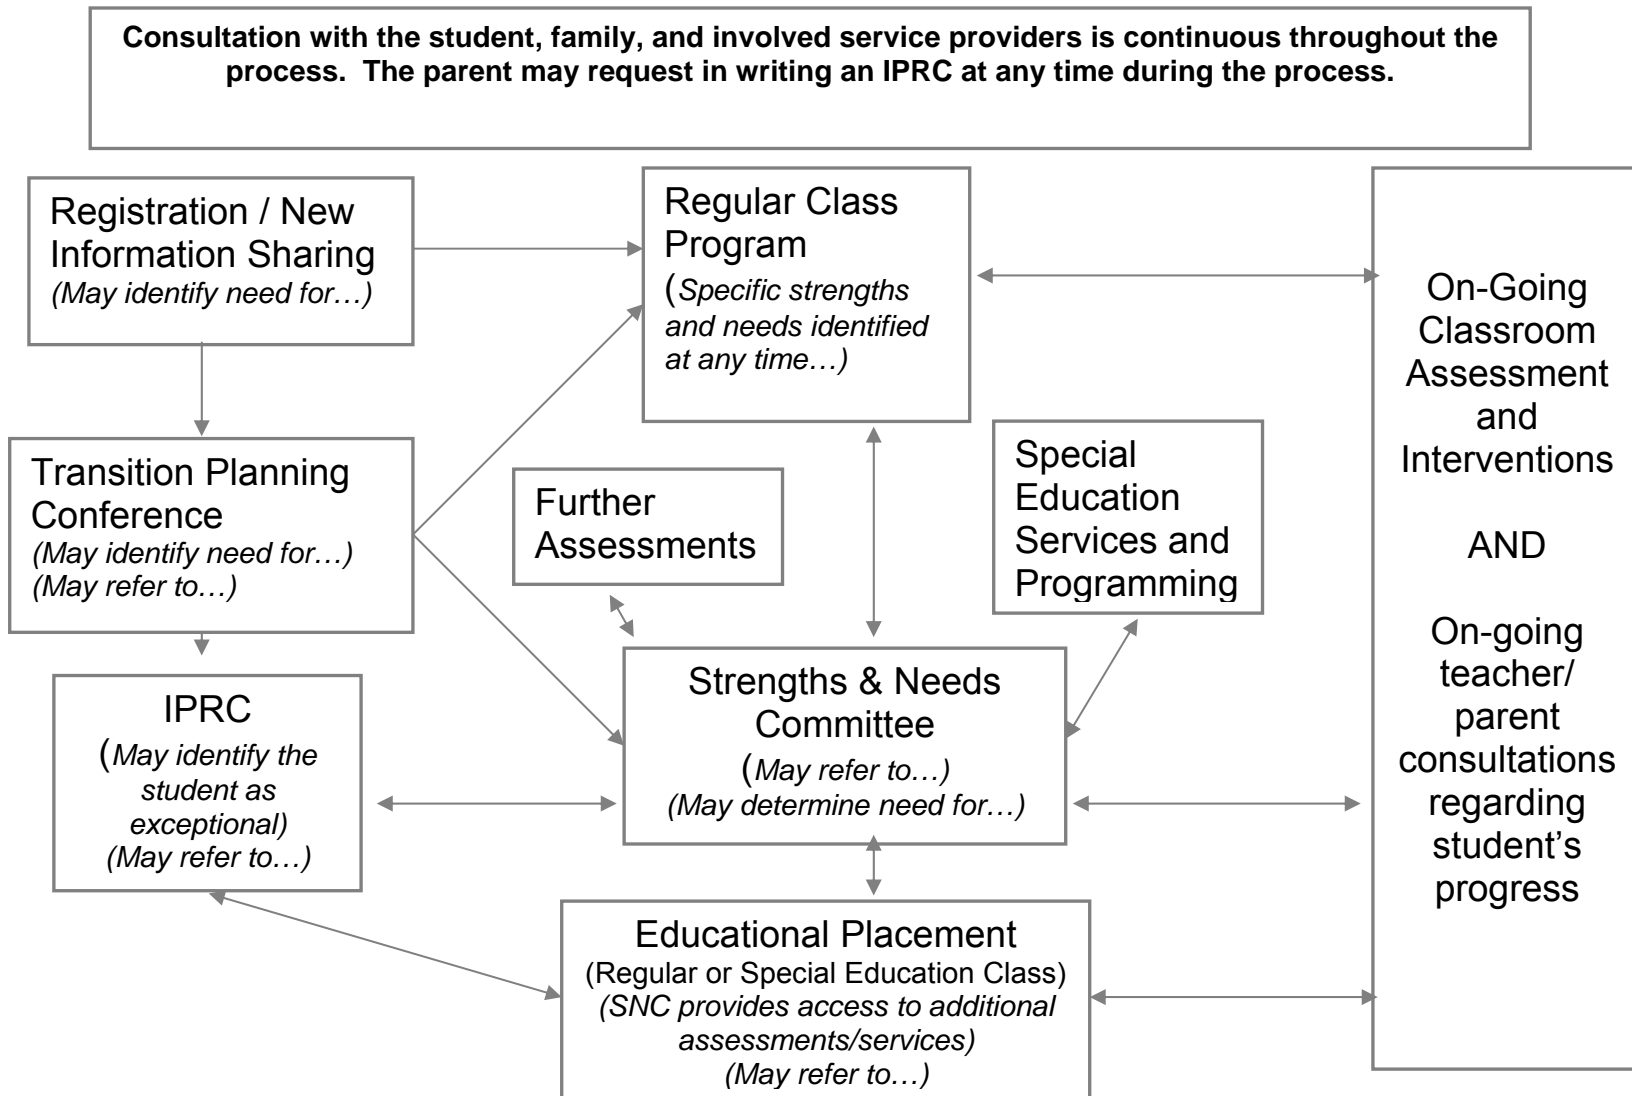 Consultation with the student, family, and involved service providers is continuous throughout the
process.  The parent may request in writing an IPRC at any time during the process.
Registration / New
Information Sharing
(May identify need for…)
Regular Class
Program
(Specific strengths
and needs identified
at any time…)
Transition Planning
Conference
(May identify need for…)
(May refer to…)
Further
Assessments
Special
Education
Services and
Programming
IPRC
(May identify the
student as
exceptional)
(May refer to…)
Strengths & Needs
Committee
(May refer to…)
(May determine need for…)
Educational Placement
(Regular or Special Education Class)
(SNC provides access to additional
assessments/services)
(May refer to…)
On-Going
Classroom
Assessment
and
Interventions
AND
On-going
teacher/
parent
consultations
regarding
student’s
progress